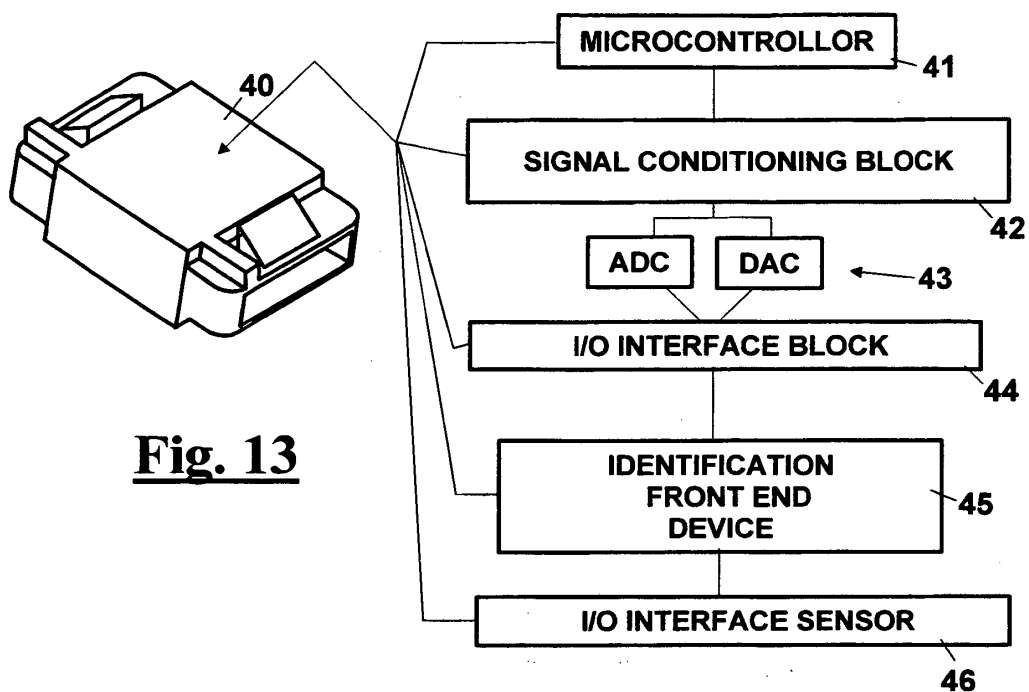 MICROCONTROLLOR
41
40
SIGNAL CONDITIONING BLOCK
42
ADC
DAC
43
I/O INTERFACE BLOCK
44
Fig. 13
IDENTIFICATION
FRONT END
DEVICE
45
I/O INTERFACE SENSOR
46